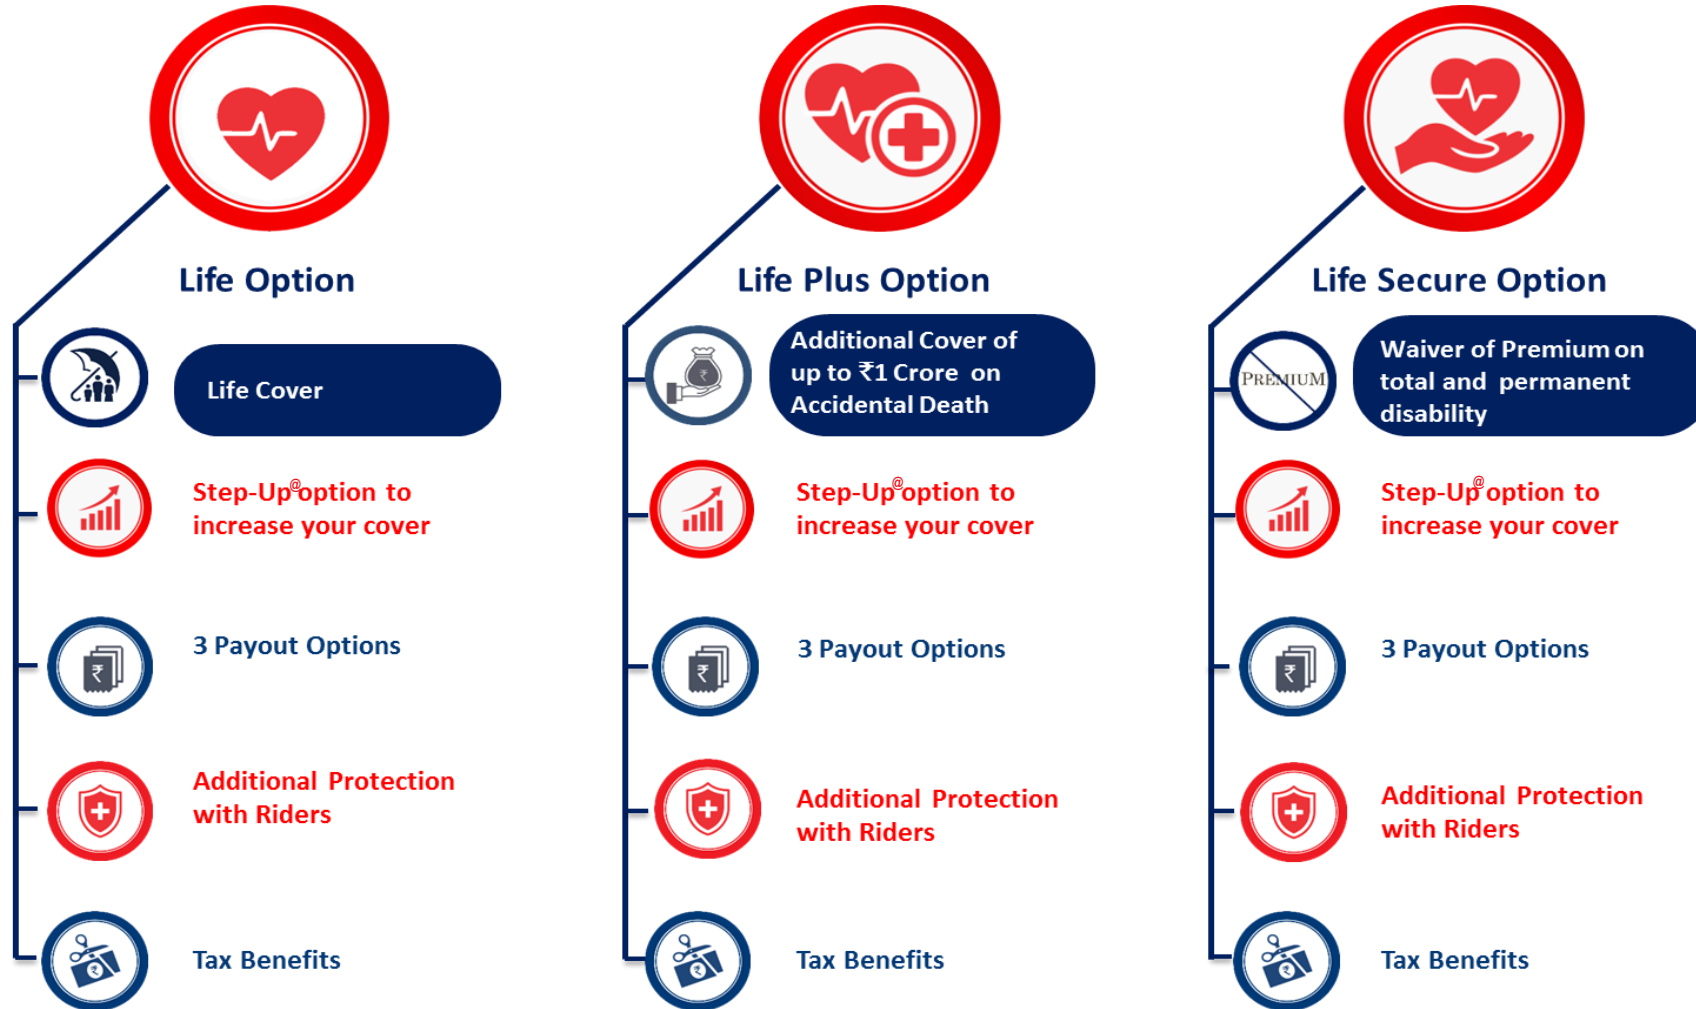 Life Option
Life Cover
Step-Up@option to
increase your cover
3 Payout Options
Additional Protection
with Riders
Tax Benefits
Life Plus Option
Additional Cover of
up to ₹1 Crore on
Accidental Death
₹
Step-Up@option to
increase your cover
₹
3 Payout Options
Additional Protection
with Riders
₹
Tax Benefits
Life Secure Option
PREMIUM
Waiver of Premium on
total and permanent
disability
Step-Up@option to
increase your cover
₹
3 Payout Options
Additional Protection
with Riders
₹
Tax Benefits